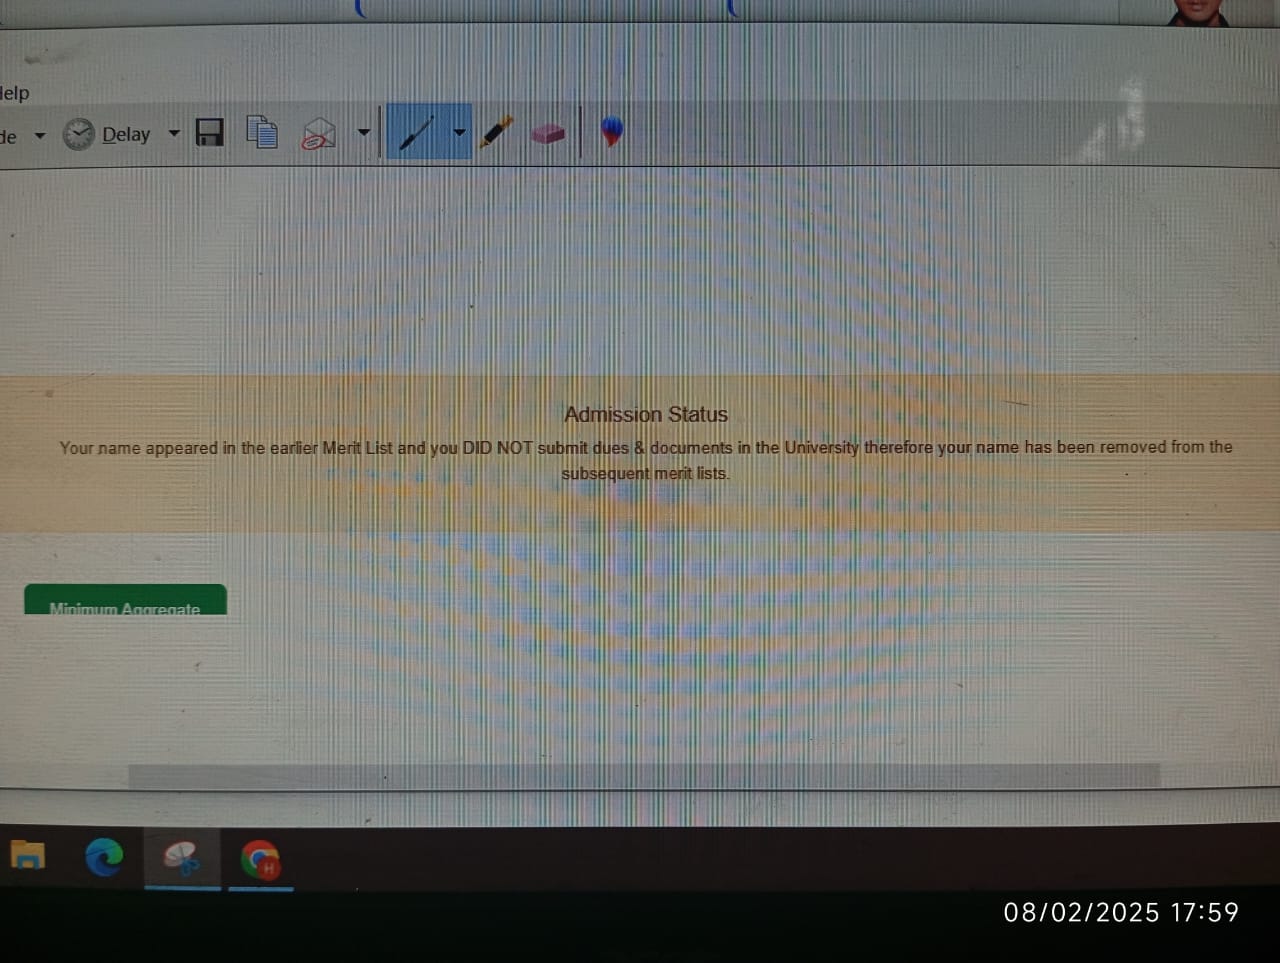 Help
Delay
Admission Status
Your name appeared in the earlier Merit List and you DID NOT submit dues & documents in the University therefore your name has been removed from the
subsequent merit lists.
Minimum Aggregate
H
08/02/2025 17:59